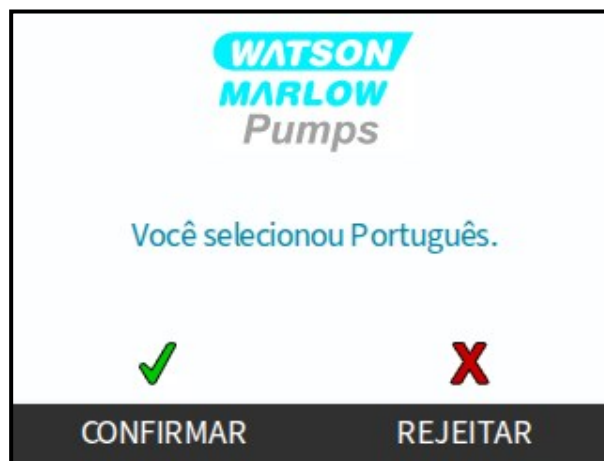 WATSON
MARLOW
Pumps
Você selecionou Português.
CONFIRMAR REJEITAR